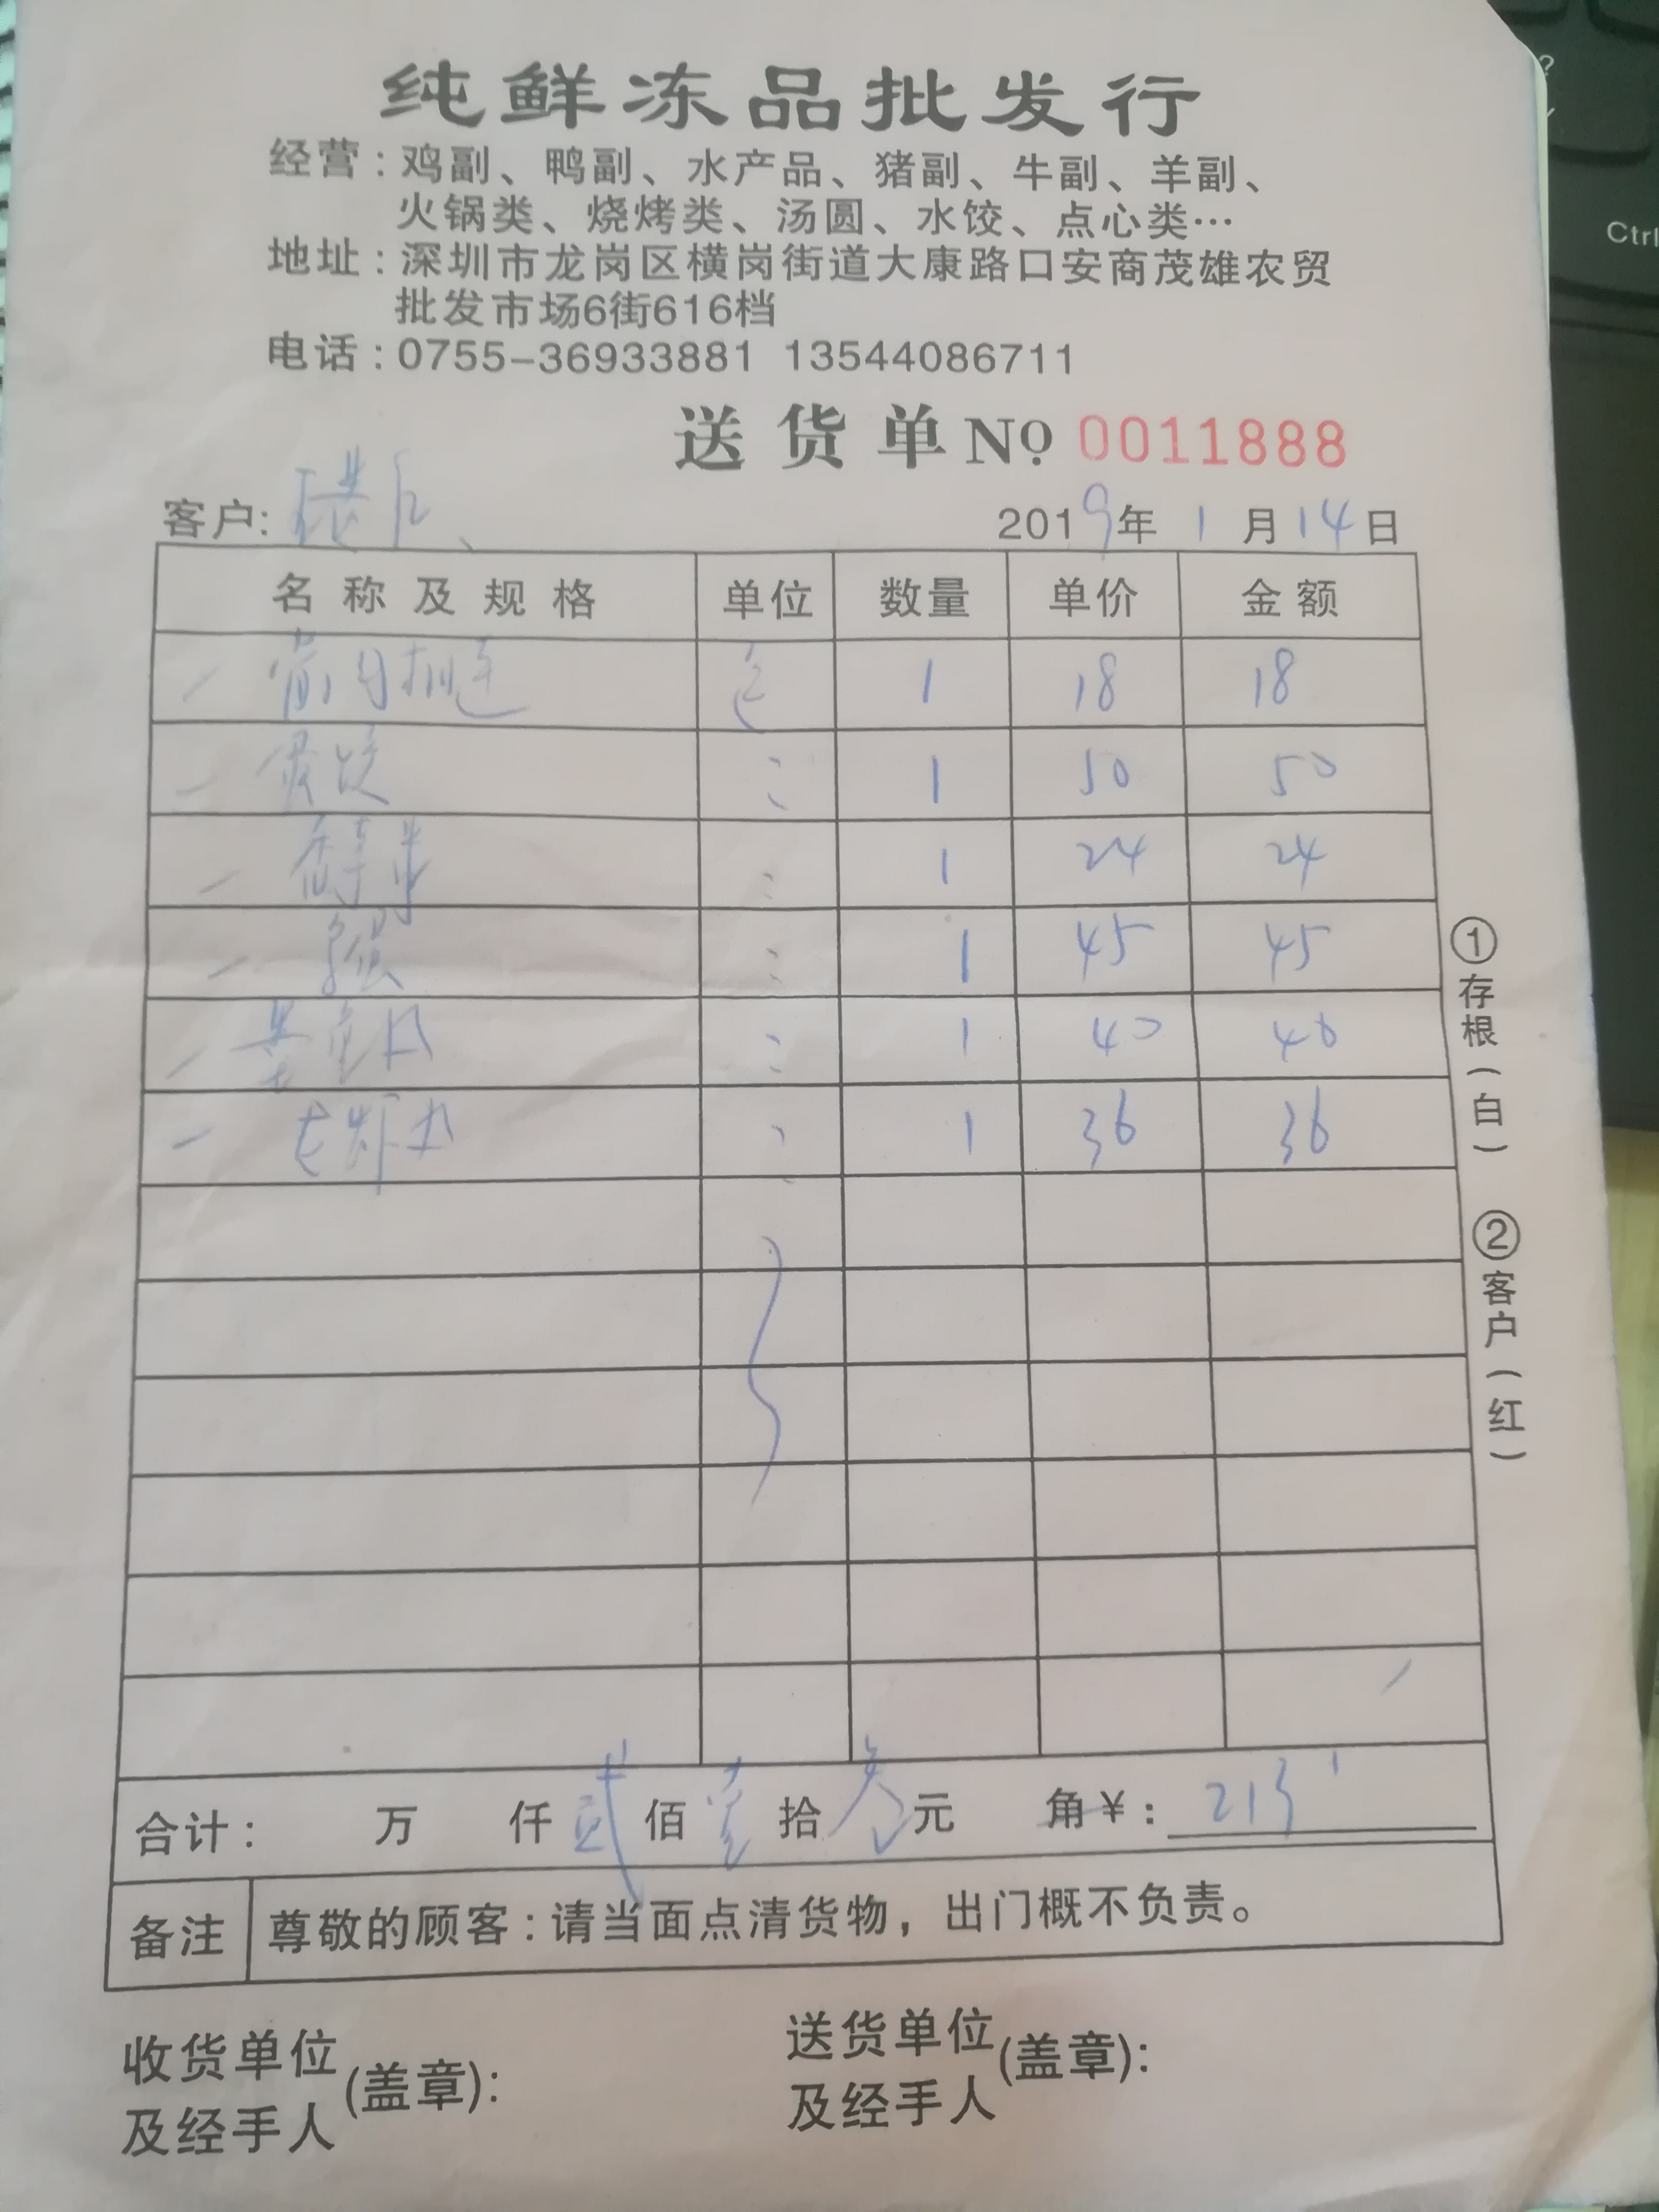 纯鲜冻品批发行
经营：鸡副、鸭副、水产品、猪副、牛副、羊副、
火锅类、烧烤类、汤圆、水饺、点心类…
地址：深圳市龙岗区横岗街道大康路口安商茂雄农贸
批发市场6街616档
电话：0755-36933881 13544086711
送货单 No 0011888
客户:
2019年 1月14日
名称及规格 单位 数量 单价 金额
包 1 18 18
1 50 50
1 24 24
1 45 45
1 40 40
1 36 36
合计： 万 仟 贰 佰 壹 拾 叁 元 角 ¥：213
备注 尊敬的顾客：请当面点清货物，出门概不负责。
①存根（白） ②客户（红）
收货单位及经手人(盖章): 送货单位及经手人(盖章):
?
Ctrl